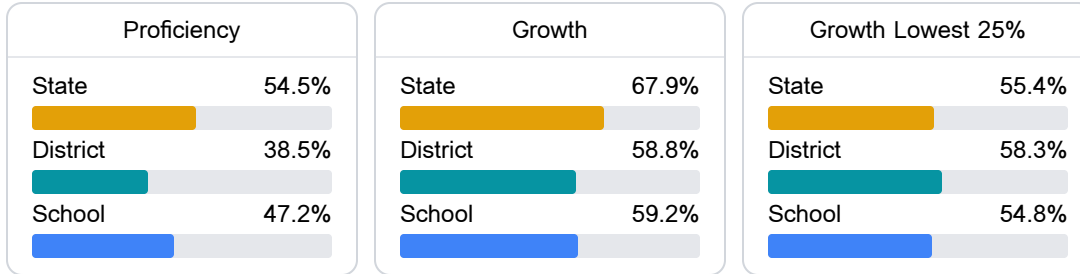 Proficiency
State 54.5%
District 38.5%
School 47.2%
Growth
State 67.9%
District 58.8%
School 59.2%
Growth Lowest 25%
State 55.4%
District 58.3%
School 54.8%